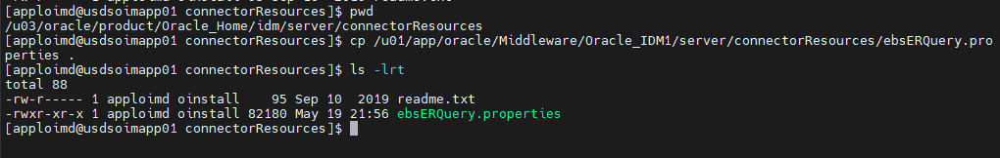 [apploimd@usdsoimapp01 connectorResources]$ pwd
/u03/oracle/product/Oracle_Home/idm/server/connectorResources
[apploimd@usdsoimapp01 connectorResources]$ cp /u01/app/oracle/Middleware/Oracle_IDM1/server/connectorResources/ebsERQuery.pro
perties .
[apploimd@usdsoimapp01 connectorResources]$ ls -lrt
total 88
-rw-r----- 1 apploimd oinstall    95 Sep 10  2019 readme.txt
-rwxr-xr-x 1 apploimd oinstall 82180 May 19 21:56 ebsERQuery.properties
[apploimd@usdsoimapp01 connectorResources]$